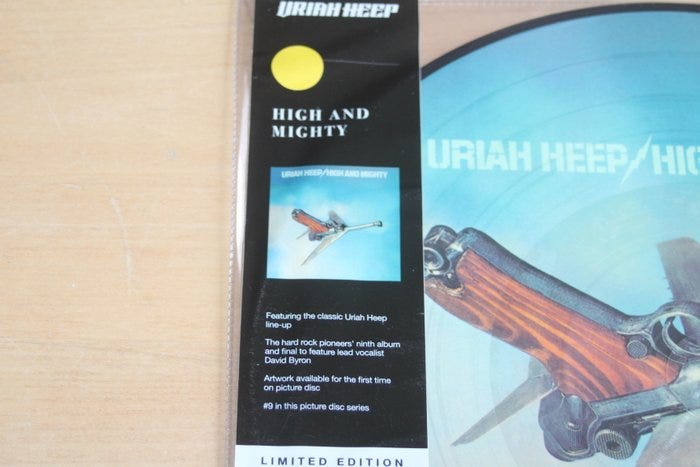 URIAH HEEP
HIGH AND
MIGHTY
URIAH HEEP/HIGH AND MIGHTY
Featuring the classic Uriah Heep
line-up
The hard rock pioneers' ninth album
and final to feature lead vocalist
David Byron
Artwork available for the first time
on picture disc
#9 in this picture disc series
LIMITED EDITION
URIAH HEEP/HIG